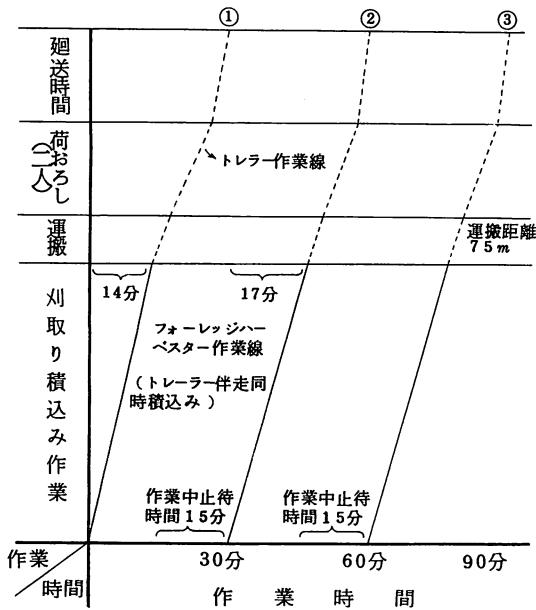 ① ② ③
廻送時間
荷おろし
(二人)
トレラー作業線
運搬
運搬距離
75m
14分
17分
刈取り積込み作業
フォーレッジハー
ベスター作業線
(トレーラー伴走同
時積込み)
作業中止待
時間15分
作業中止待
時間15分
作業
時間
30分 60分 90分
作業時間